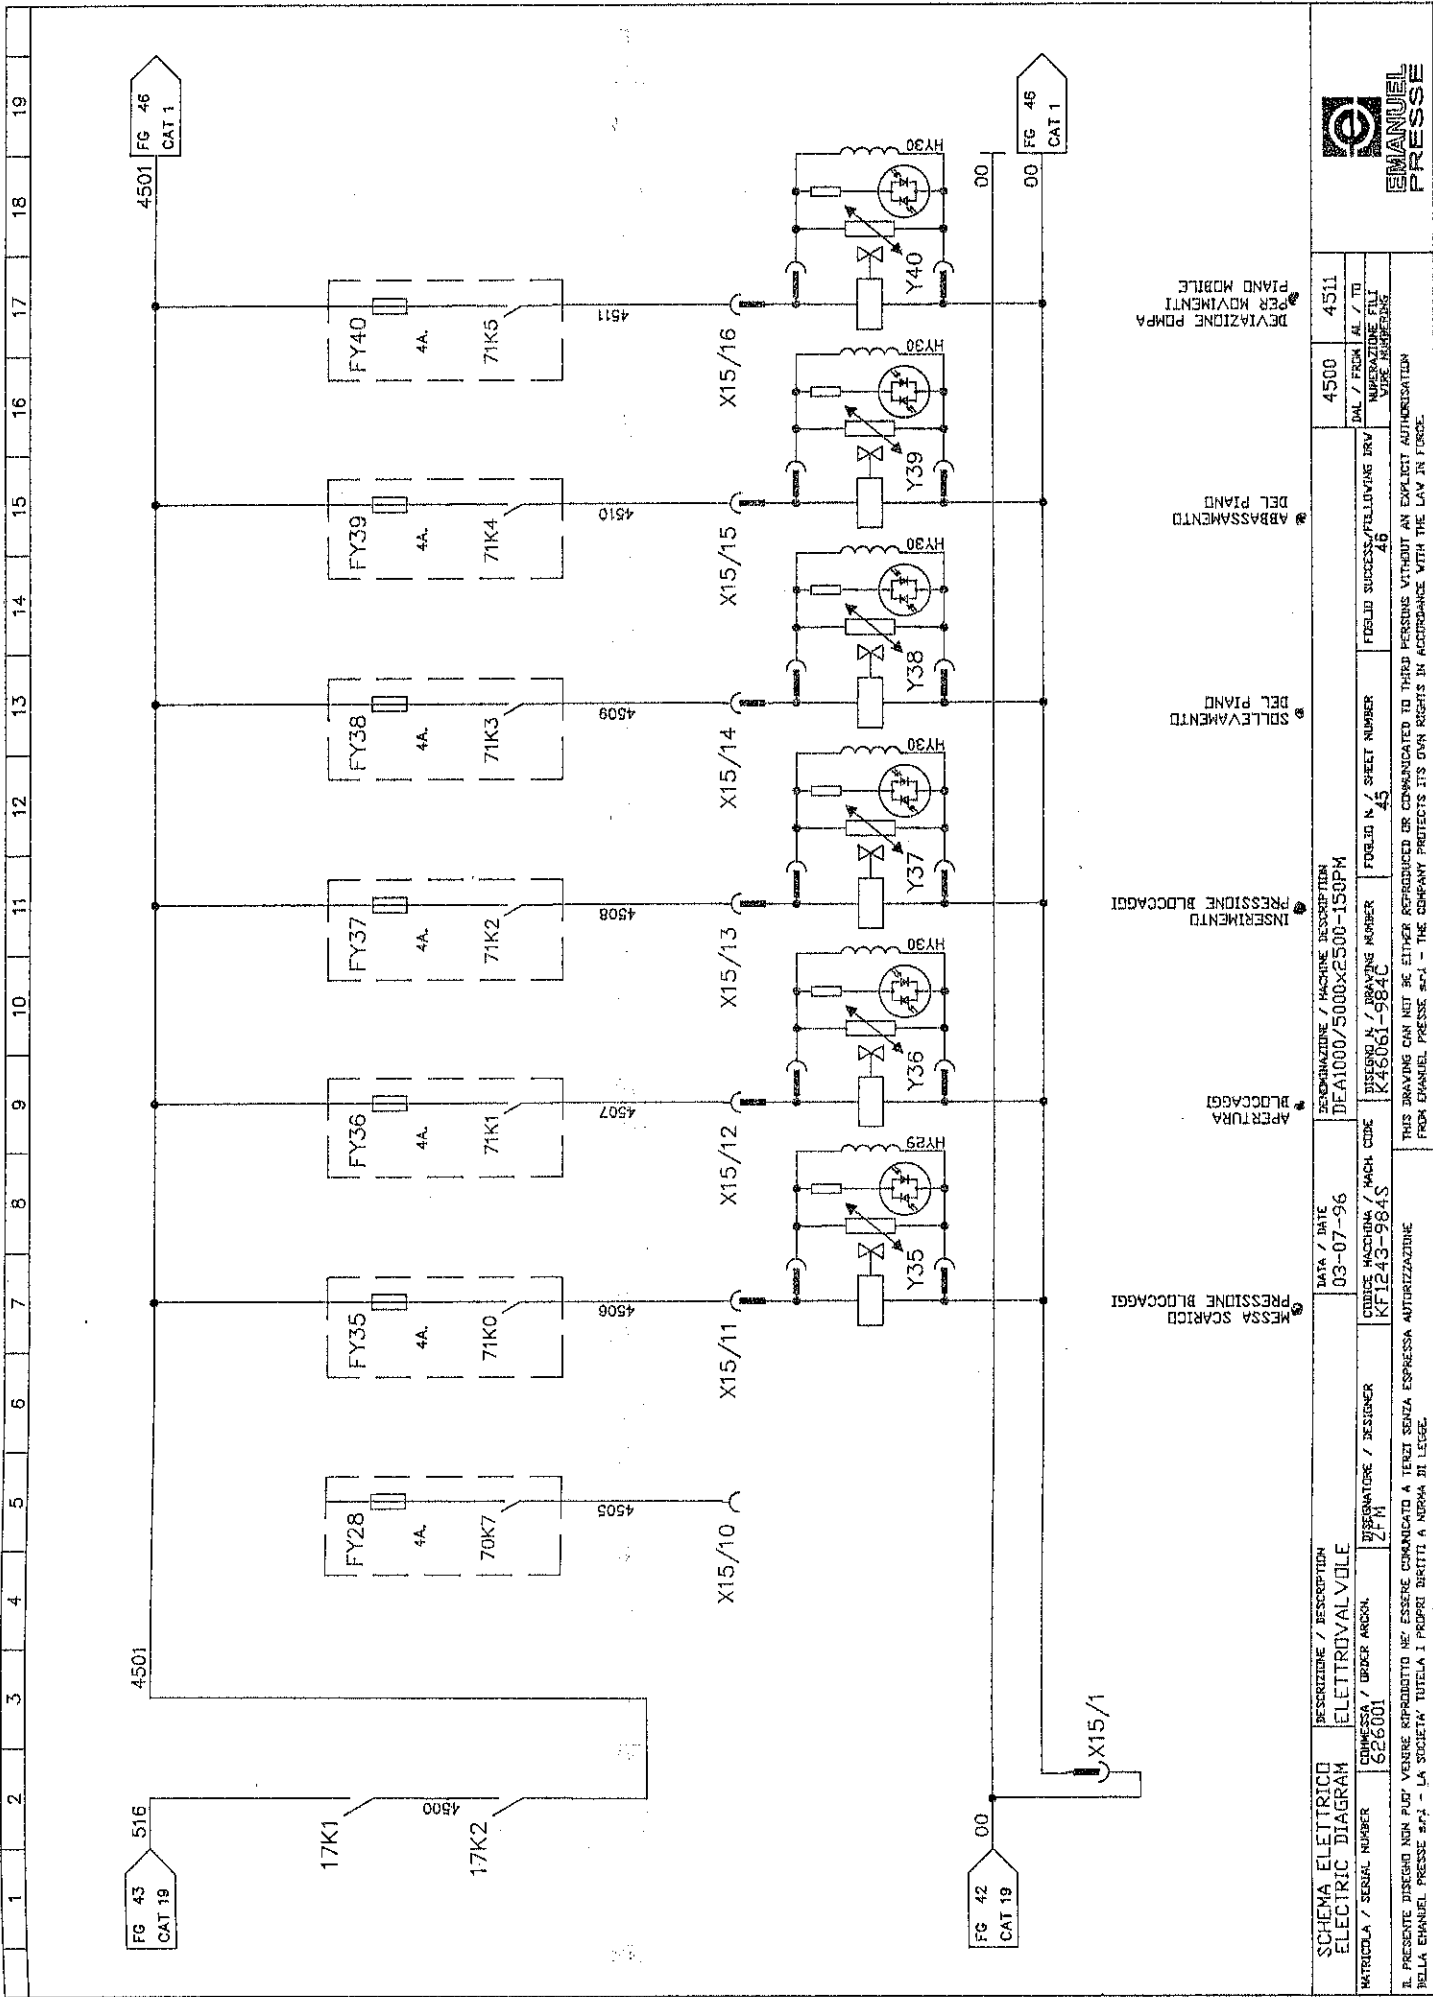 1 2 3 4 5 6 7 8 9 10 11 12 13 14 15 16 17 18 19
FG 43
CAT 19
516
4501
4501
FG 46
CAT 1
17K1
4500
17K2
FY28
4A.
70K7
4505
X15/10
FY35
4A.
71K0
4506
X15/11
FY36
4A.
71K1
4507
X15/12
FY37
4A.
71K2
4508
X15/13
FY38
4A.
71K3
4509
X15/14
FY39
4A.
71K4
4510
X15/15
FY40
4A.
71K5
4511
X15/16
Y35
HY29
Y36
HY30
Y37
HY30
Y38
HY30
Y39
HY30
Y40
HY30
FG 42
CAT 19
00
00
00
FG 46
CAT 1
X15/1
MESSA SCARICO
PRESSIONE BLOCCAGGI
APERTURA
BLOCCAGGI
INSERIMENTO
PRESSIONE BLOCCAGGI
SOLLEVAMENTO
DEL PIANO
ABBASSAMENTO
DEL PIANO
DEVIAZIONE POMPA
PER MOVIMENTI
PIANO MOBILE
SCHEMA ELETTRICO
ELECTRIC DIAGRAM
DESCRIZIONE / DESCRIPTION
ELETTROVALVOLE
DATA / DATE
03-07-96
DENOMINAZIONE / MACHINE DESCRIPTION
DEA1000/5000x2500-150PM
4500
4511
DAL / FROM
AL / TO
NUMERAZIONE FILI
WIRE NUMBERING
MATRICOLA / SERIAL NUMBER
COMMESSA / ORDER ARCKN.
626001
DISEGNATORE / DESIGNER
ZFM
CODICE MACCHINA / MACH. CODE
KF1243-984S
DISEGNO N. / DRAWING NUMBER
K46061-984C
FOGLIO N. / SHEET NUMBER
45
FOGLIO SUCCESS./FOLLOWING DRW
46
IL PRESENTE DISEGNO NON PUO' VENIRE RIPRODOTTO NE' ESSERE COMUNICATO A TERZI SENZA ESPRESSA AUTORIZZAZIONE
DELLA EMANUEL PRESSE s.r.l - LA SOCIETA' TUTELA I PROPRI DIRITTI A NORMA DI LEGGE.
THIS DRAWING CAN NOT BE EITHER REPRODUCED OR COMMUNICATED TO THIRD PERSONS WITHOUT AN EXPLICIT AUTHORISATION
FROM EMANUEL PRESSE s.r.l - THE COMPANY PROTECTS ITS OWN RIGHTS IN ACCORDANCE WITH THE LAW IN FORCE.
EMANUEL
PRESSE